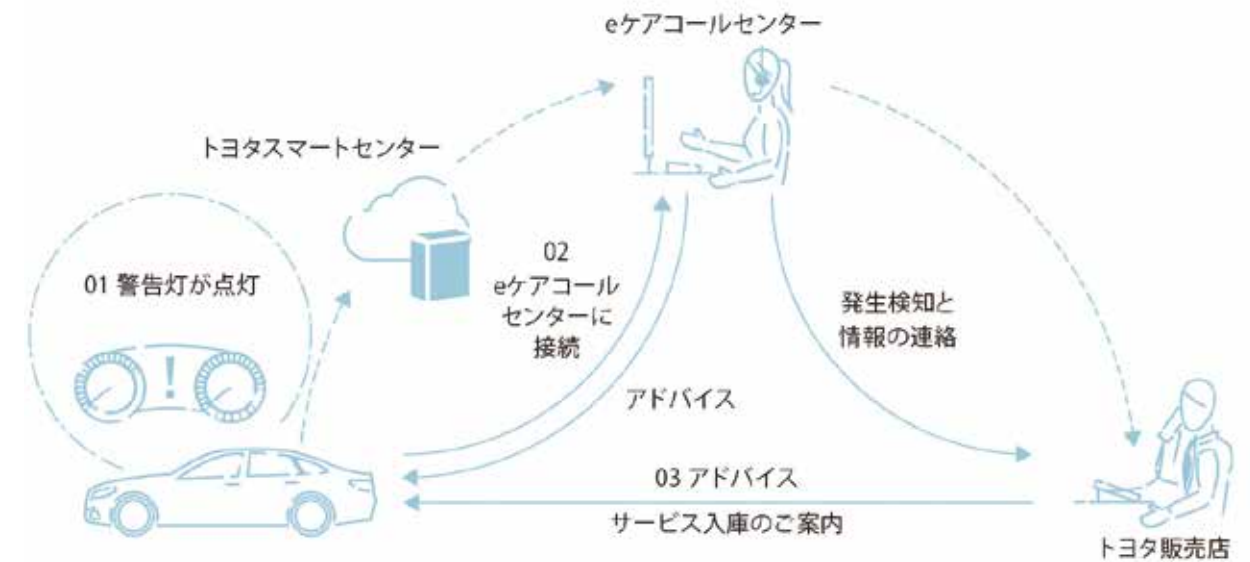 eケアコールセンター
トヨタスマートセンター
01 警告灯が点灯
02
eケアコール
センターに
接続
発生検知と
情報の連絡
アドバイス
03 アドバイス
サービス入庫のご案内
トヨタ販売店